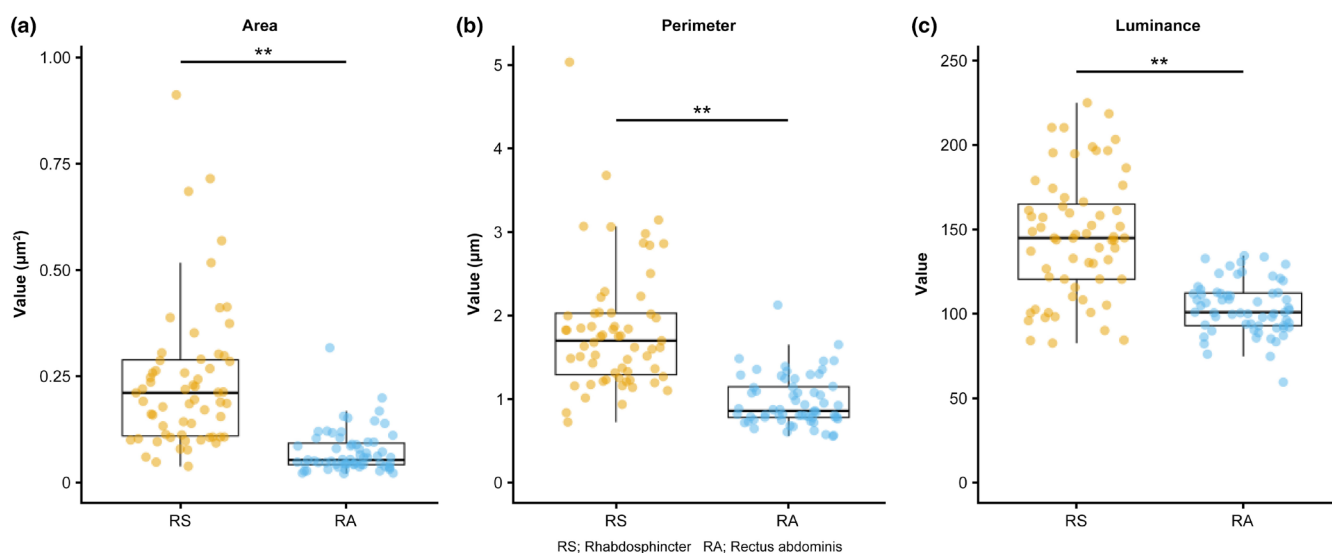 (a)
Area
**
1.00
0.75
0.50
0.25
0
Value (μm²)
RS
RA
(b)
Perimeter
**
5
4
3
2
1
0
Value (μm)
RS
RA
(c)
Luminance
**
250
200
150
100
50
0
Value
RS
RA
RS; Rhabdosphincter RA; Rectus abdominis